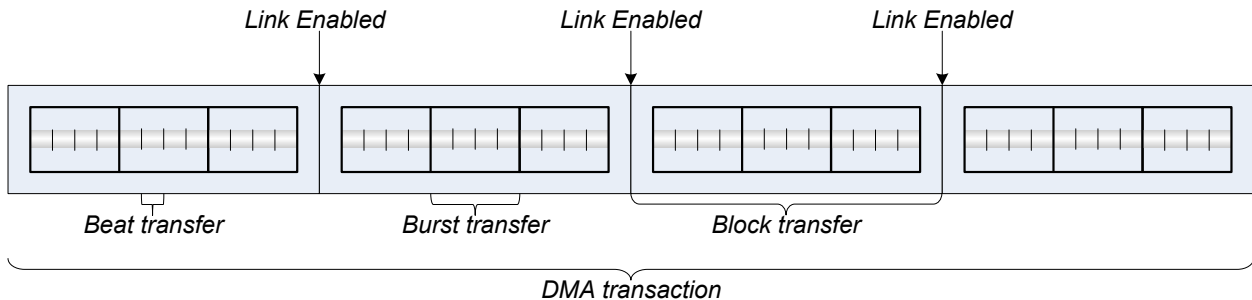 Link Enabled
Link Enabled
Link Enabled
Beat transfer
Burst transfer
Block transfer
DMA transaction